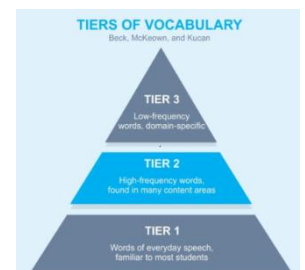 TIERS OF VOCABULARY
Beck, McKeown, and Kucan
TIER 3
Low-frequency
words, domain-specific
TIER 2
High-frequency words,
found in many content areas
TIER 1
Words of everyday speech,
familiar to most students